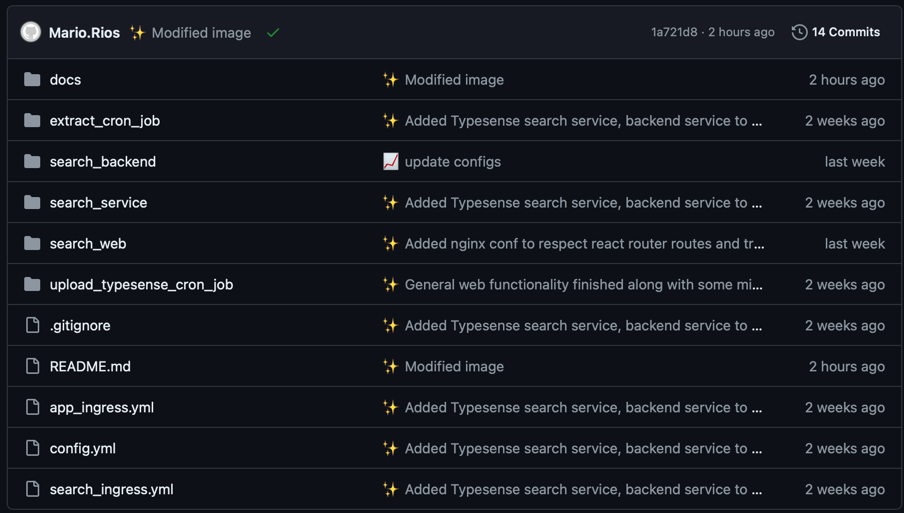 Mario.Rios ✨ Modified image 1a721d8 · 2 hours ago 14 Commits
docs ✨ Modified image 2 hours ago
extract_cron_job ✨ Added Typesense search service, backend service to ... 2 weeks ago
search_backend 📈 update configs last week
search_service ✨ Added Typesense search service, backend service to ... 2 weeks ago
search_web ✨ Added nginx conf to respect react router routes and tr... last week
upload_typesense_cron_job ✨ General web functionality finished along with some mi... 2 weeks ago
.gitignore ✨ Added Typesense search service, backend service to ... 2 weeks ago
README.md ✨ Modified image 2 hours ago
app_ingress.yml ✨ Added Typesense search service, backend service to ... 2 weeks ago
config.yml ✨ Added Typesense search service, backend service to ... 2 weeks ago
search_ingress.yml ✨ Added Typesense search service, backend service to ... 2 weeks ago